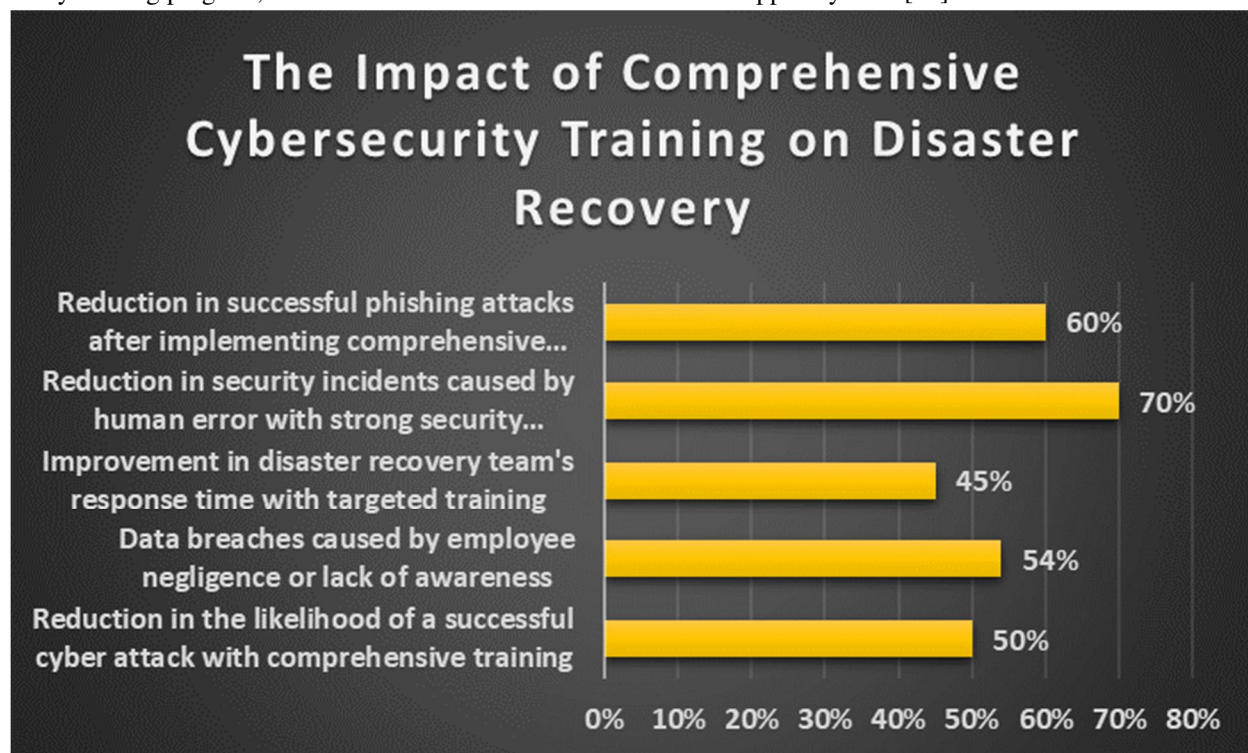 The Impact of Comprehensive
Cybersecurity Training on Disaster
Recovery
Reduction in successful phishing attacks
after implementing comprehensive...
60%
Reduction in security incidents caused by
human error with strong security...
70%
Improvement in disaster recovery team's
response time with targeted training
45%
Data breaches caused by employee
negligence or lack of awareness
54%
Reduction in the likelihood of a successful
cyber attack with comprehensive training
50%
0% 10% 20% 30% 40% 50% 60% 70% 80%